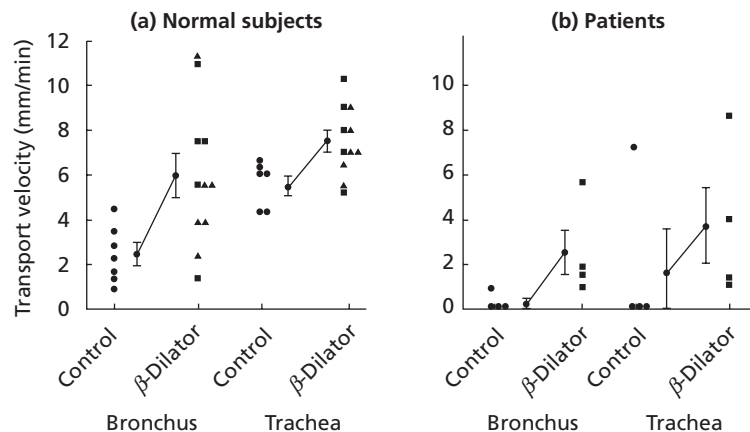 (a) Normal subjects
Transport velocity (mm/min)
12
10
8
6
4
2
0
Control
β-Dilator
Control
β-Dilator
Bronchus
Trachea
(b) Patients
12
10
8
6
4
2
0
Control
β-Dilator
Control
β-Dilator
Bronchus
Trachea